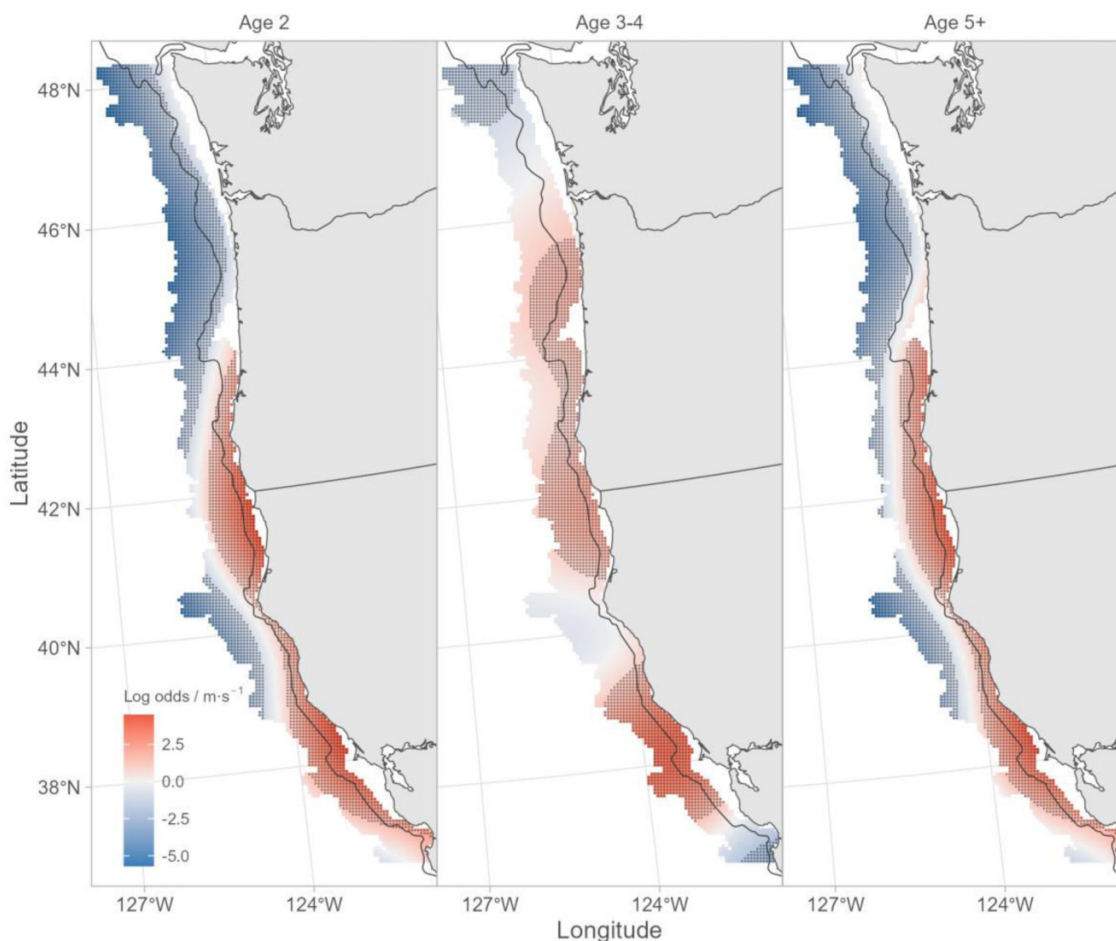 Age 2
Age 3-4
Age 5+
48°N
46°N
44°N
42°N
40°N
38°N
Latitude
Log odds / m·s⁻¹
2.5
0.0
-2.5
-5.0
127°W
124°W
127°W
124°W
127°W
124°W
Longitude